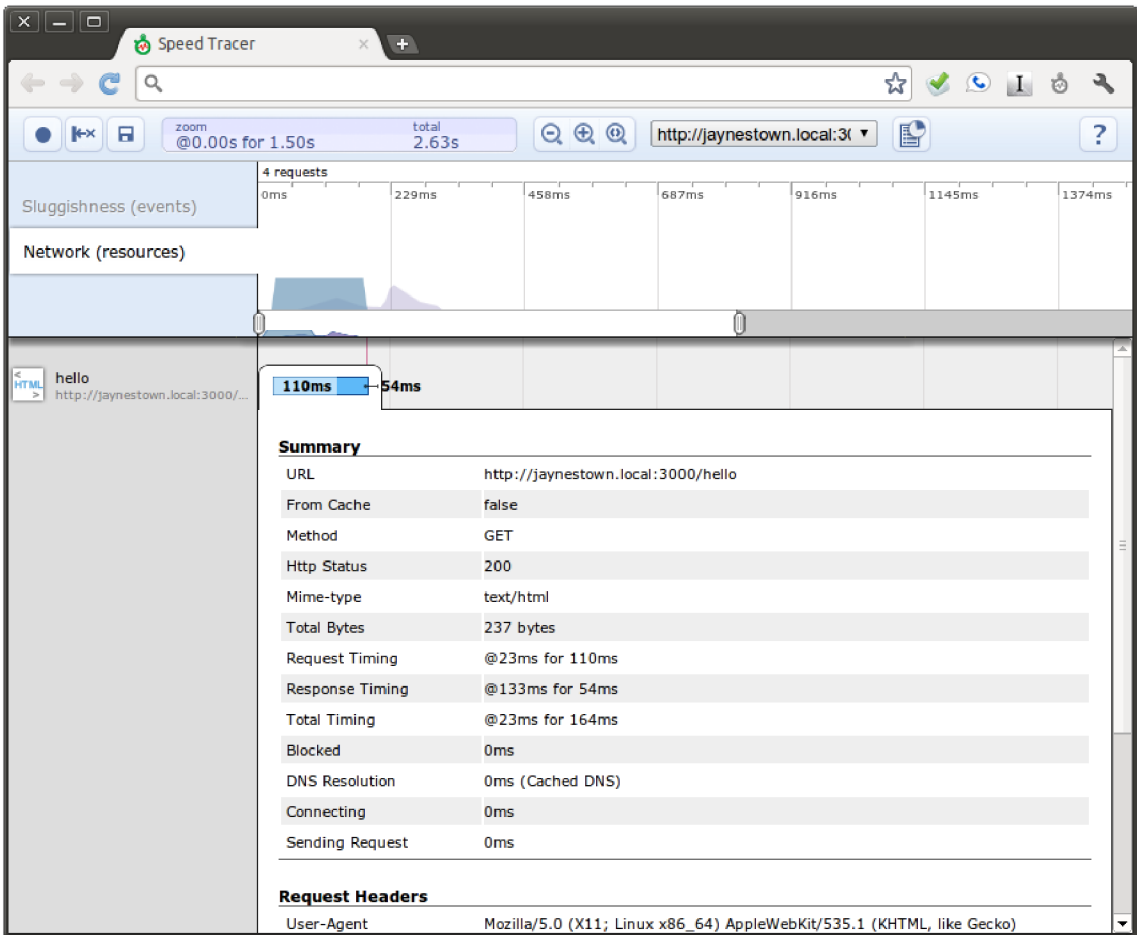 Speed Tracer
zoom total
@0.00s for 1.50s 2.63s
http://jaynestown.local:3(
?
4 requests
0ms 229ms 458ms 687ms 916ms 1145ms 1374ms
Sluggishness (events)
Network (resources)
HTML
hello
http://jaynestown.local:3000/...
110ms 54ms
Summary
URL http://jaynestown.local:3000/hello
From Cache false
Method GET
Http Status 200
Mime-type text/html
Total Bytes 237 bytes
Request Timing @23ms for 110ms
Response Timing @133ms for 54ms
Total Timing @23ms for 164ms
Blocked 0ms
DNS Resolution 0ms (Cached DNS)
Connecting 0ms
Sending Request 0ms
Request Headers
User-Agent Mozilla/5.0 (X11; Linux x86_64) AppleWebKit/535.1 (KHTML, like Gecko)